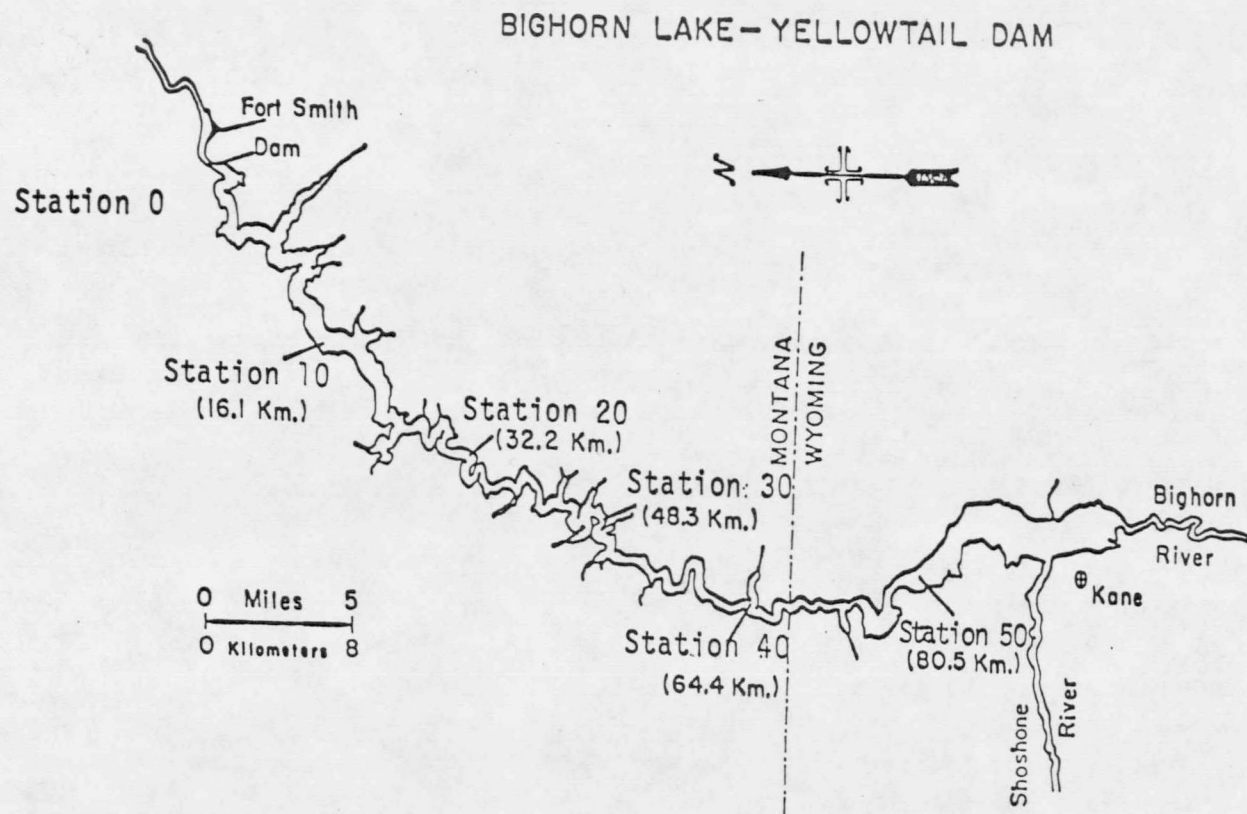 BIGHORN LAKE-YELLOWTAIL DAM
Fort Smith
Dam
N
Station 0
Station 10
(16.1 Km.)
Station 20
(32.2 Km.)
MONTANA
WYOMING
Station 30
(48.3 Km.)
Bighorn
River
Kane
0 Miles 5
0 Kilometers 8
Station 40
(64.4 Km.)
Station 50
(80.5 Km.)
Shoshone
River